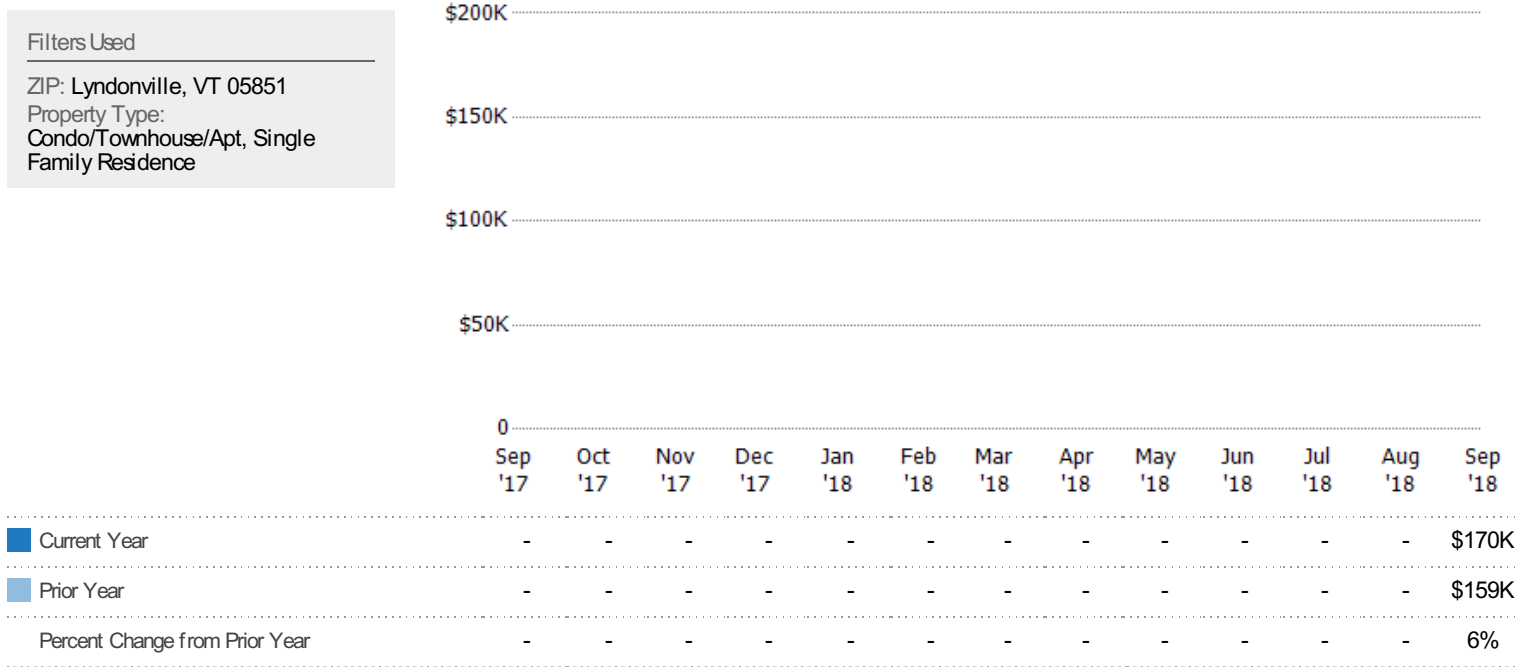 Filters Used
ZIP: Lyndonville, VT 05851
Property Type:
Condo/Townhouse/Apt, Single
Family Residence
$200K
$150K
$100K
$50K
0
Sep Oct Nov Dec Jan Feb Mar Apr May Jun Jul Aug Sep
'17 '17 '17 '17 '18 '18 '18 '18 '18 '18 '18 '18 '18
Current Year - - - - - - - - - - - - $170K
Prior Year - - - - - - - - - - - - $159K
Percent Change from Prior Year - - - - - - - - - - - - 6%